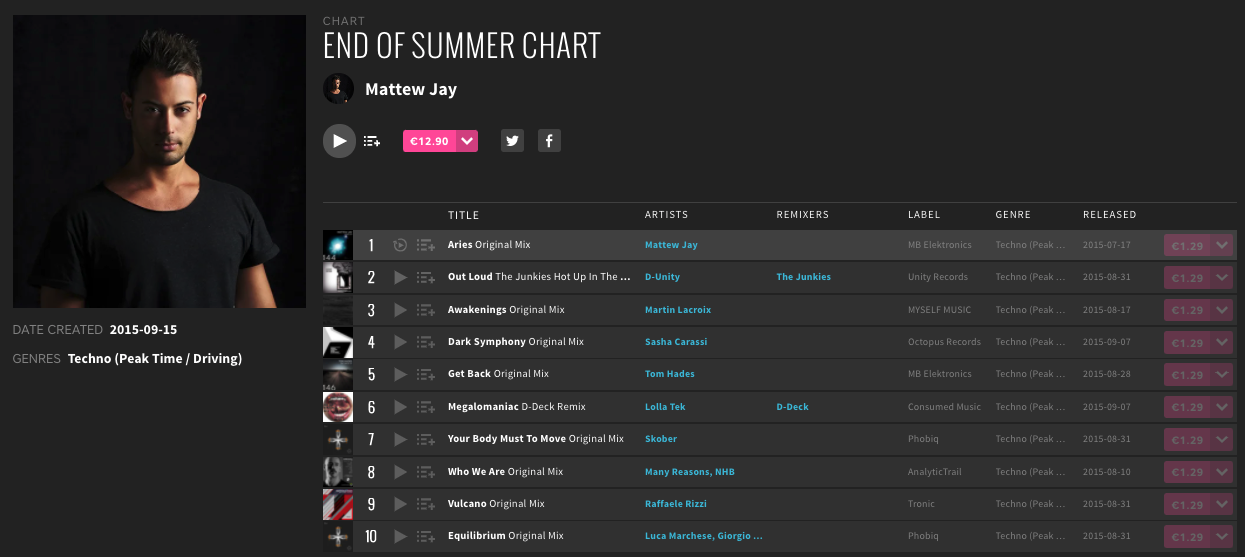 CHART
END OF SUMMER CHART
Mattew Jay
€12.90
DATE CREATED 2015-09-15
GENRES Techno (Peak Time / Driving)
TITLE ARTISTS REMIXERS LABEL GENRE RELEASED
144 1 Aries Original Mix Mattew Jay MB Elektronics Techno (Peak ... 2015-07-17 €1.29
2 Out Loud The Junkies Hot Up In The ... D-Unity The Junkies Unity Records Techno (Peak ... 2015-08-31 €1.29
3 Awakenings Original Mix Martin Lacroix MYSELF MUSIC Techno (Peak ... 2015-08-17 €1.29
4 Dark Symphony Original Mix Sasha Carassi Octopus Records Techno (Peak ... 2015-09-07 €1.29
146 5 Get Back Original Mix Tom Hades MB Elektronics Techno (Peak ... 2015-08-28 €1.29
6 Megalomaniac D-Deck Remix Lolla Tek D-Deck Consumed Music Techno (Peak ... 2015-09-07 €1.29
7 Your Body Must To Move Original Mix Skober Phobiq Techno (Peak ... 2015-08-31 €1.29
8 Who We Are Original Mix Many Reasons, NHB AnalyticTrail Techno (Peak ... 2015-08-10 €1.29
9 Vulcano Original Mix Raffaele Rizzi Tronic Techno (Peak ... 2015-08-31 €1.29
10 Equilibrium Original Mix Luca Marchese, Giorgio ... Phobiq Techno (Peak ... 2015-08-31 €1.29